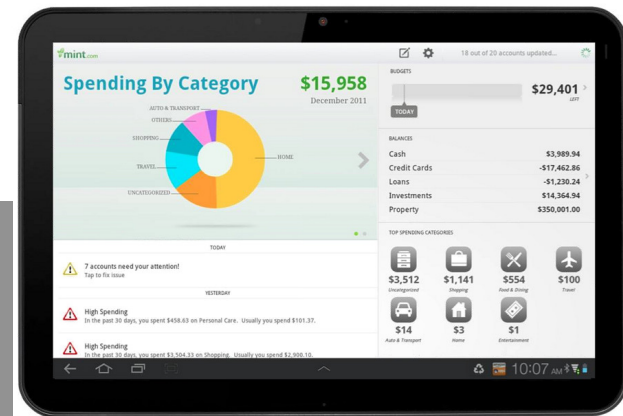 mint.com
18 out of 20 accounts updated...
Spending By Category
$15,958
December 2011
AUTO & TRANSPORT
OTHERS
SHOPPING
TRAVEL
UNCATEGORIZED
HOME
TODAY
7 accounts need your attention!
Tap to fix issue
YESTERDAY
High Spending
In the past 30 days, you spent $458.63 on Personal Care. Usually you spend $101.37.
High Spending
In the past 30 days, you spent $3,504.33 on Shopping. Usually you spend $2,908.10.
BUDGETS
$29,401
LEFT
TODAY
BALANCES
Cash $3,989.94
Credit Cards -$17,462.86
Loans -$1,230.24
Investments $14,364.94
Property $350,001.00
TOP SPENDING CATEGORIES
$3,512 $1,141 $554 $100
Uncategorized Shopping Food & Dining Travel
$14 $3 $1
Auto & Transport Home Entertainment
10:07 AM